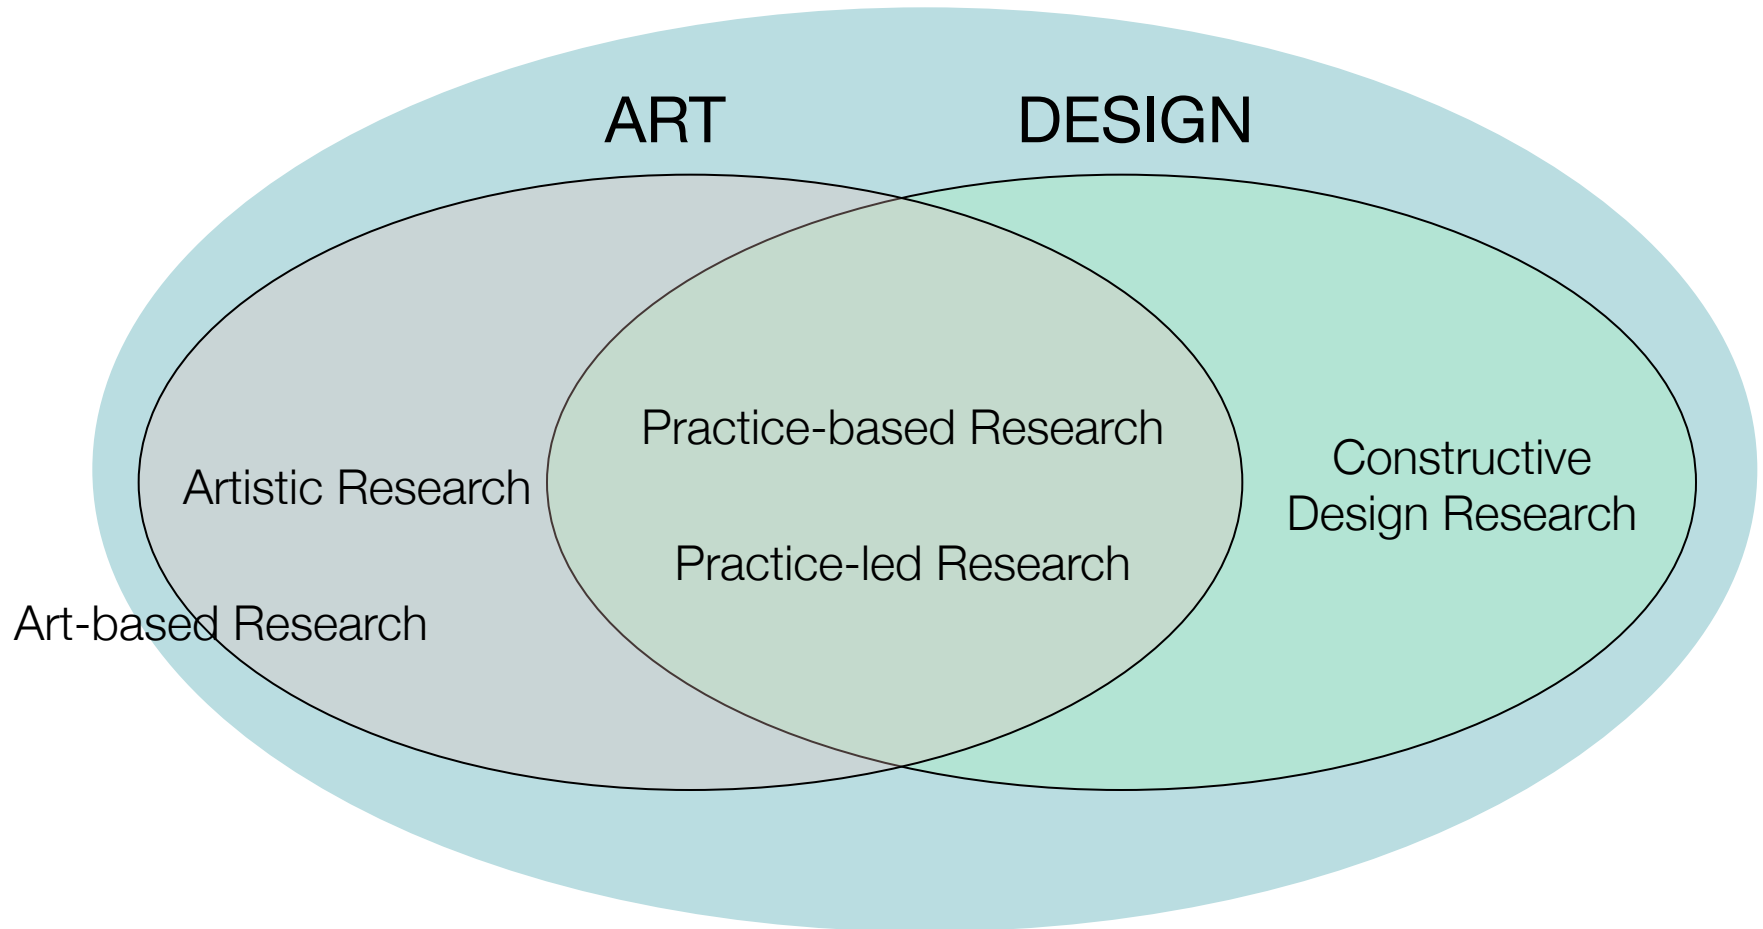 ART
DESIGN
Artistic Research
Art-based Research
Practice-based Research
Practice-led Research
Constructive
Design Research